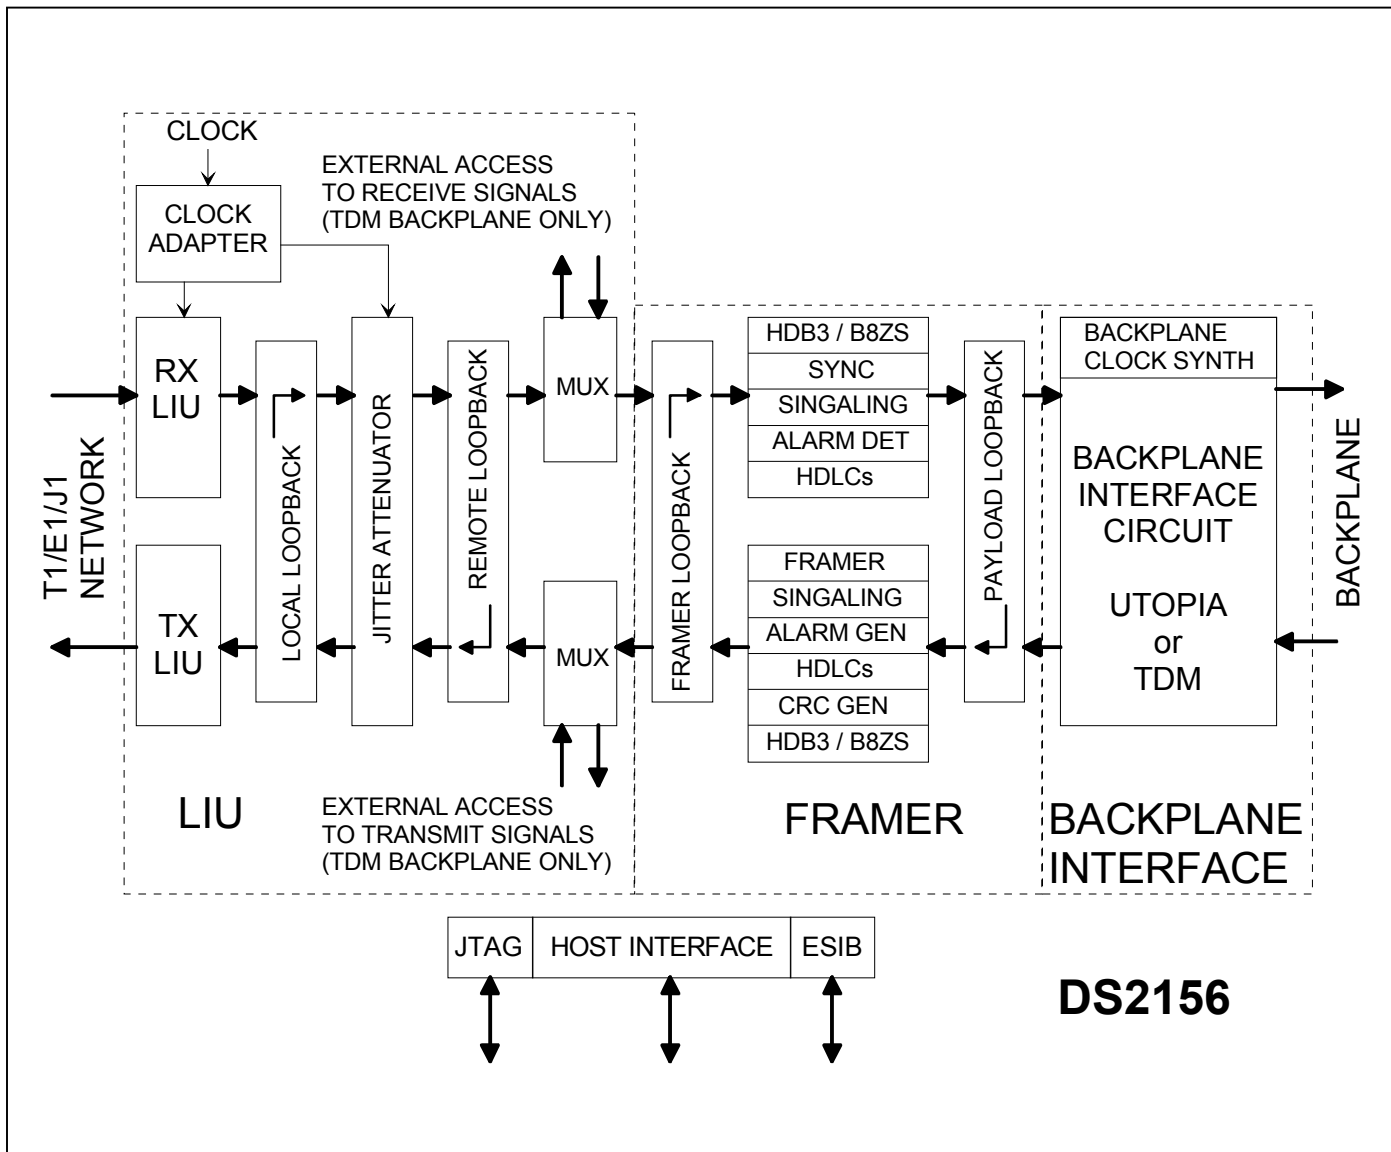 CLOCK
EXTERNAL ACCESS
TO RECEIVE SIGNALS
(TDM BACKPLANE ONLY)
CLOCK
ADAPTER
T1/E1/J1
NETWORK
RX
LIU
TX
LIU
LOCAL LOOPBACK
JITTER ATTENUATOR
REMOTE LOOPBACK
MUX
MUX
EXTERNAL ACCESS
TO TRANSMIT SIGNALS
(TDM BACKPLANE ONLY)
LIU
FRAMER LOOPBACK
HDB3 / B8ZS
SYNC
SINGALING
ALARM DET
HDLCs
FRAMER
SINGALING
ALARM GEN
HDLCs
CRC GEN
HDB3 / B8ZS
PAYLOAD LOOPBACK
FRAMER
BACKPLANE
CLOCK SYNTH
BACKPLANE
INTERFACE
CIRCUIT
UTOPIA
or
TDM
BACKPLANE
BACKPLANE
INTERFACE
JTAG
HOST INTERFACE
ESIB
DS2156